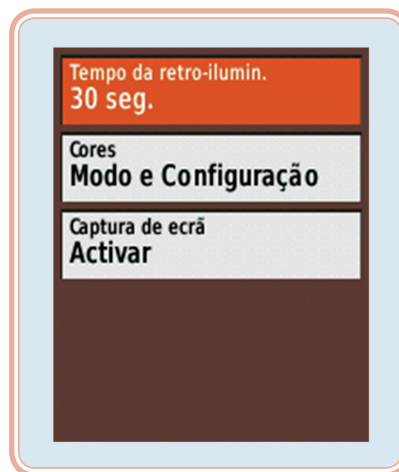 Tempo da retro-ilumin.
30 seg.
Cores
Modo e Configuração
Captura de ecrã
Activar